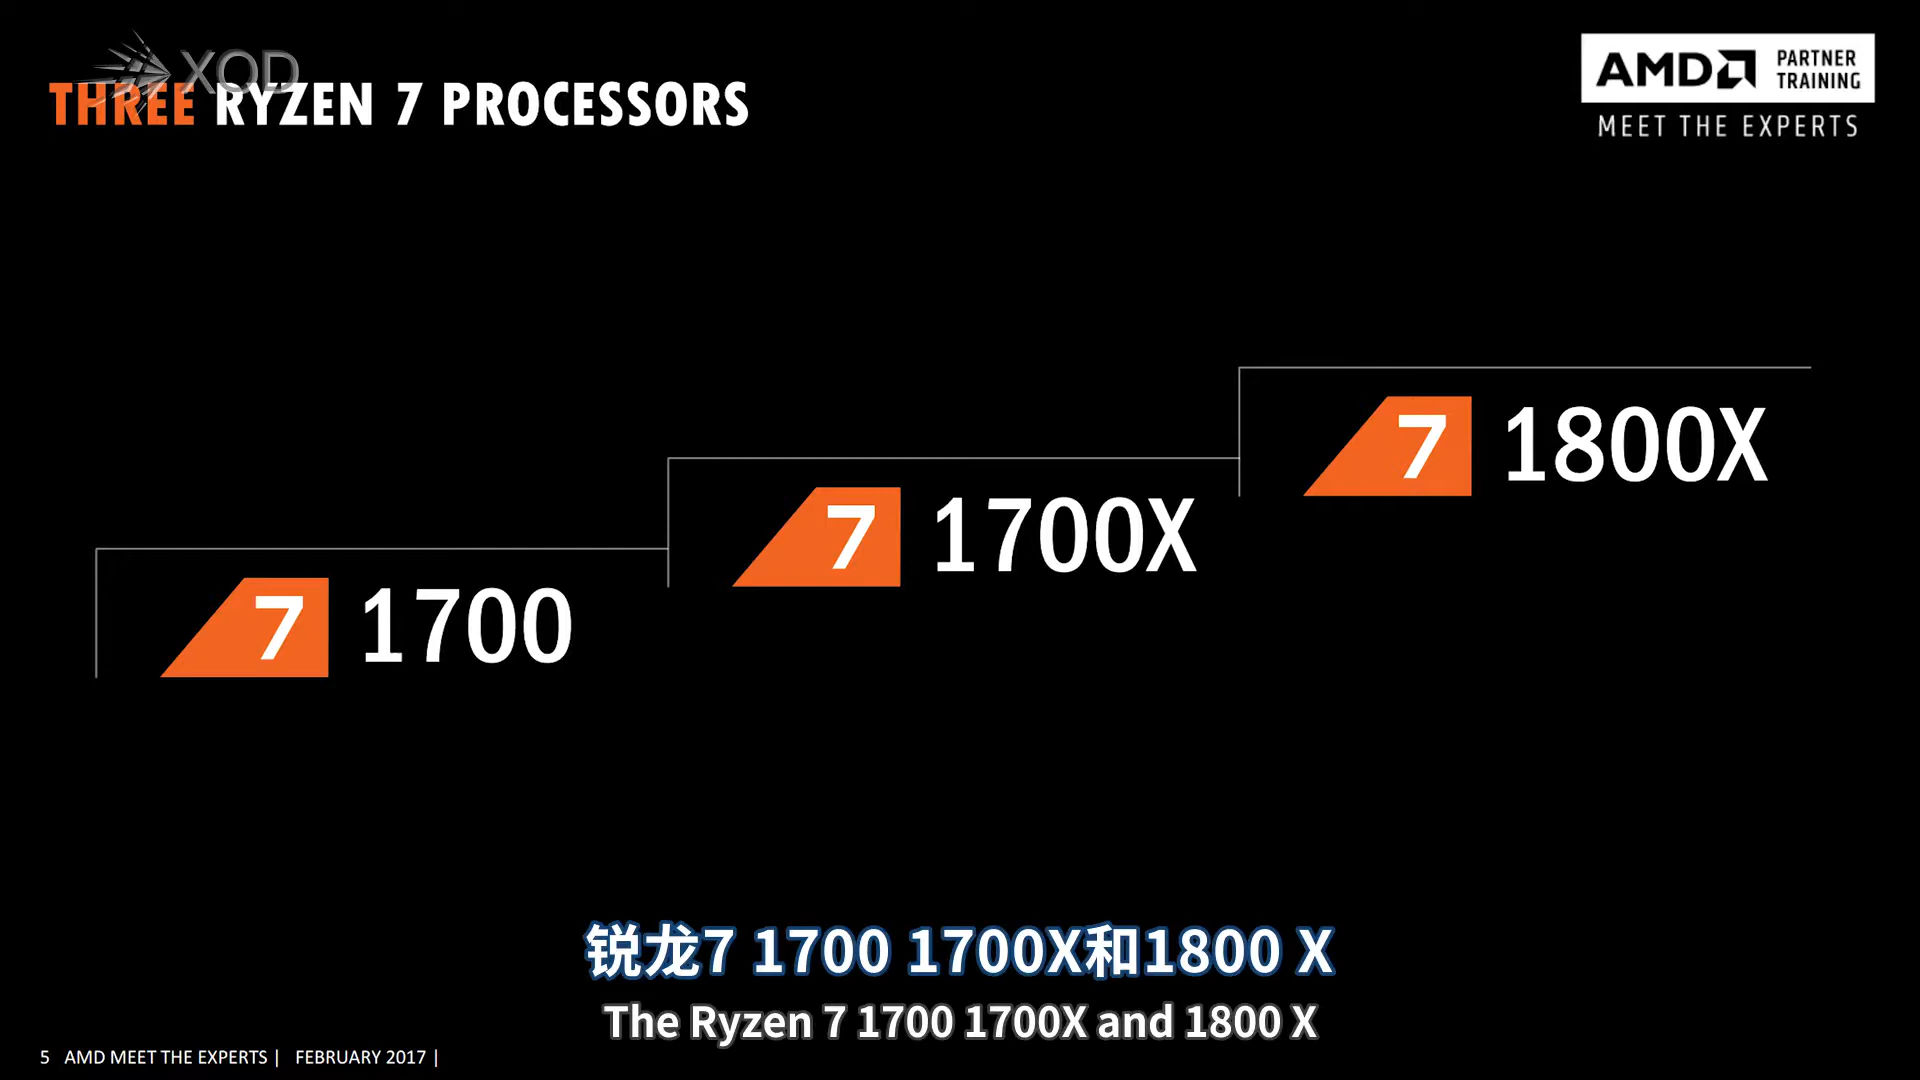 XQD
THREE RYZEN 7 PROCESSORS
AMD PARTNER TRAINING
MEET THE EXPERTS
7 1800X
7 1700X
7 1700
锐龙7 1700 1700X和1800 X
The Ryzen 7 1700 1700X and 1800 X
5 AMD MEET THE EXPERTS | FEBRUARY 2017 |